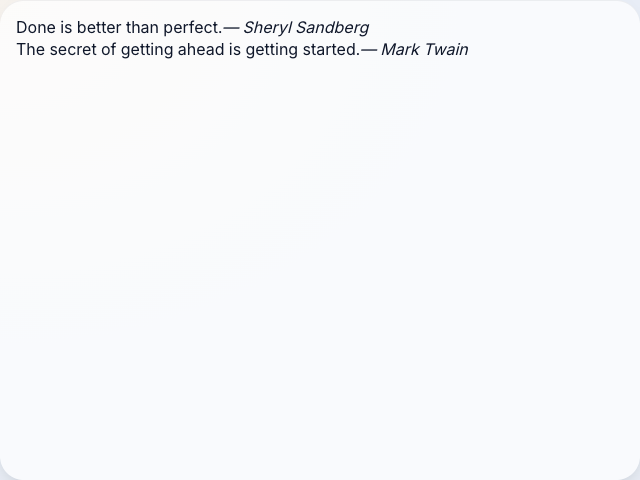 Done is better than perfect.— Sheryl Sandberg
The secret of getting ahead is getting started.— Mark Twain